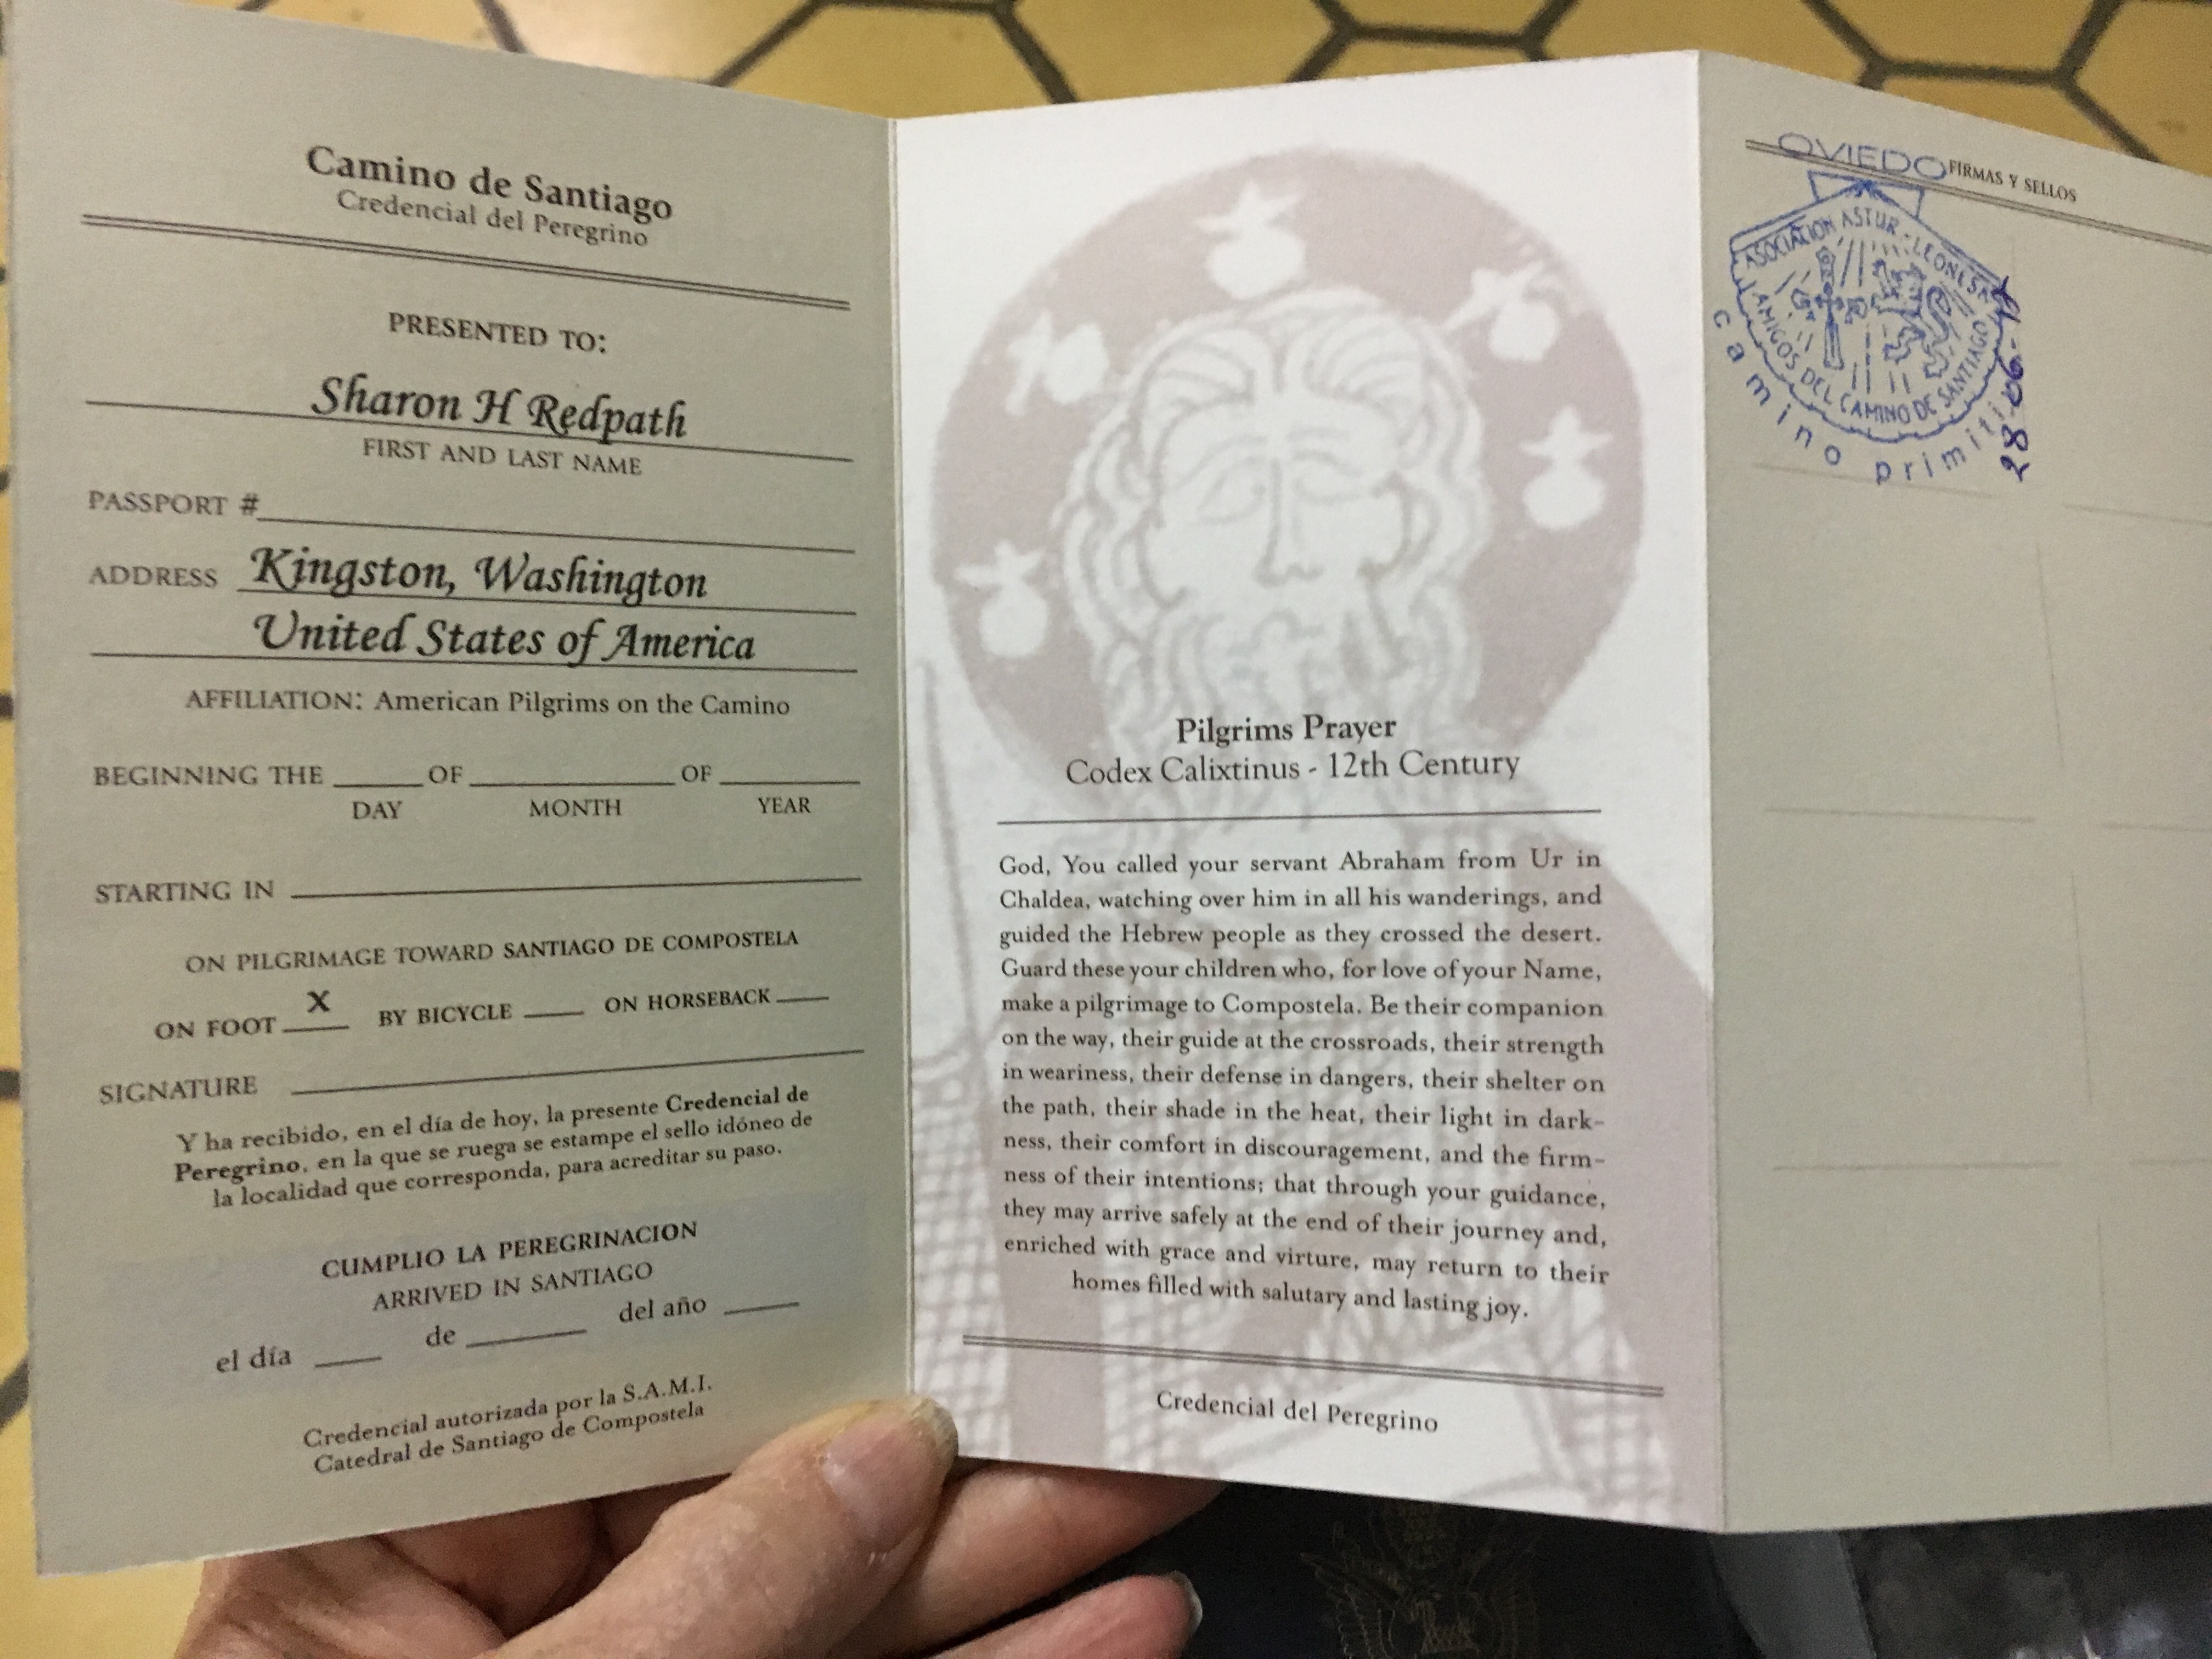 Camino de Santiago
Credencial del Peregrino
PRESENTED TO:
Sharon H Redpath
FIRST AND LAST NAME
PASSPORT #
ADDRESS Kingston, Washington
United States of America
AFFILIATION: American Pilgrims on the Camino
BEGINNING THE ____ OF ____ OF ____
DAY MONTH YEAR
STARTING IN
ON PILGRIMAGE TOWARD SANTIAGO DE COMPOSTELA
ON FOOT X BY BICYCLE ____ ON HORSEBACK ____
SIGNATURE
Y ha recibido, en el día de hoy, la presente Credencial de
Peregrino, en la que se ruega se estampe el sello idóneo de
la localidad que corresponda, para acreditar su paso.
CUMPLIO LA PEREGRINACION
ARRIVED IN SANTIAGO
el día ____ de ____ del año ____
Credencial autorizada por la S.A.M.I.
Catedral de Santiago de Compostela
Pilgrims Prayer
Codex Calixtinus - 12th Century
God, You called your servant Abraham from Ur in
Chaldea, watching over him in all his wanderings, and
guided the Hebrew people as they crossed the desert.
Guard these your children who, for love of your Name,
make a pilgrimage to Compostela. Be their companion
on the way, their guide at the crossroads, their strength
in weariness, their defense in dangers, their shelter on
the path, their shade in the heat, their light in dark-
ness, their comfort in discouragement, and the firm-
ness of their intentions; that through your guidance,
they may arrive safely at the end of their journey and,
enriched with grace and virture, may return to their
homes filled with salutary and lasting joy.
Credencial del Peregrino
FIRMAS Y SELLOS
OVIEDO
ASOCIACION ASTUR-LEONESA
AMIGOS DEL CAMINO DE SANTIAGO
camino